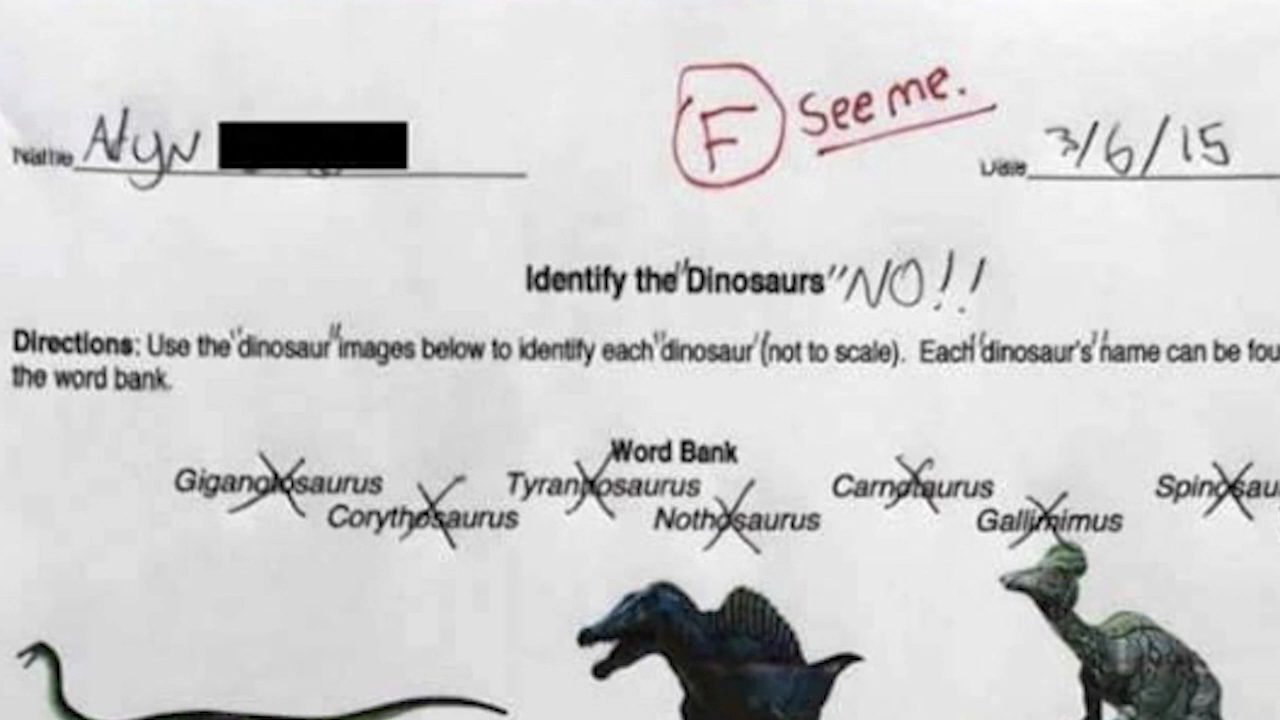 F See me.
Name Alyn
Date 3/6/15
Identify the "Dinosaurs" NO!!
Directions: Use the "dinosaur" images below to identify each "dinosaur" (not to scale). Each "dinosaur's" name can be fou
the word bank.
Word Bank
Giganotosaurus Tyrannosaurus Carnotaurus Spinosau
Corythosaurus Nothosaurus Gallimimus